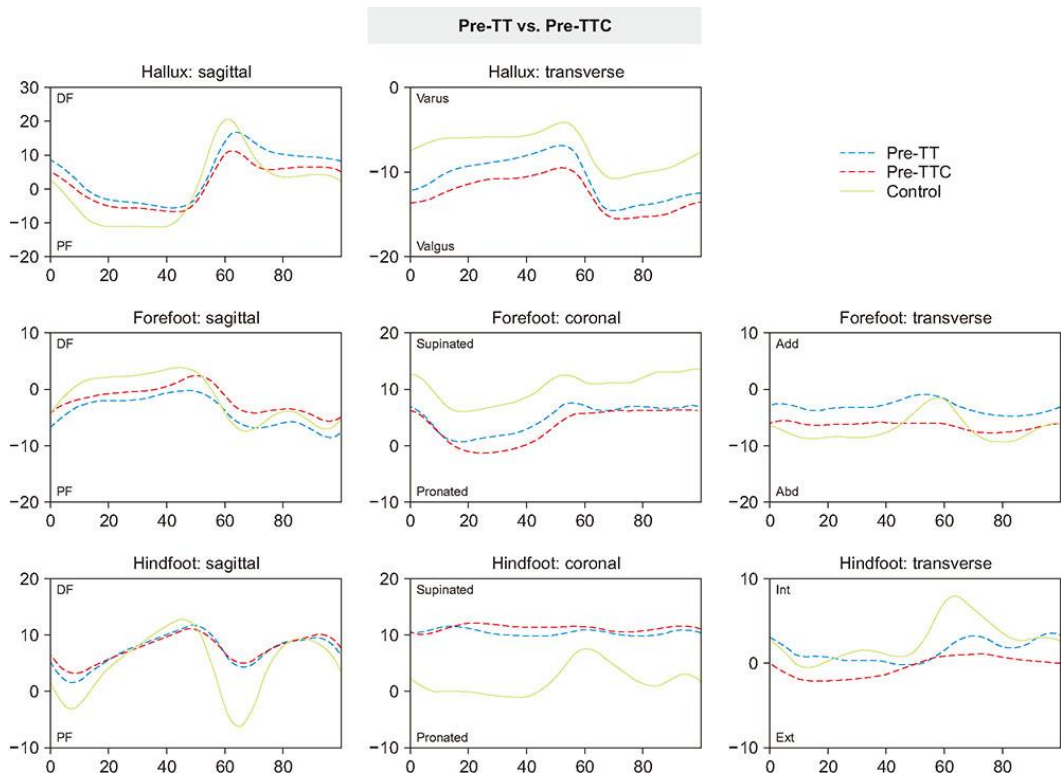 Pre-TT vs. Pre-TTC
Hallux: sagittal
30
20
10
0
−10
−20
DF
PF
0 20 40 60 80
Hallux: transverse
0
−10
−20
Varus
Valgus
0 20 40 60 80
Pre-TT
Pre-TTC
Control
Forefoot: sagittal
10
0
−10
−20
DF
PF
0 20 40 60 80
Forefoot: coronal
20
10
0
−10
Supinated
Pronated
0 20 40 60 80
Forefoot: transverse
10
0
−10
−20
Add
Abd
0 20 40 60 80
Hindfoot: sagittal
20
10
0
−10
DF
PF
0 20 40 60 80
Hindfoot: coronal
20
10
0
−10
Supinated
Pronated
0 20 40 60 80
Hindfoot: transverse
10
0
−10
Int
Ext
0 20 40 60 80